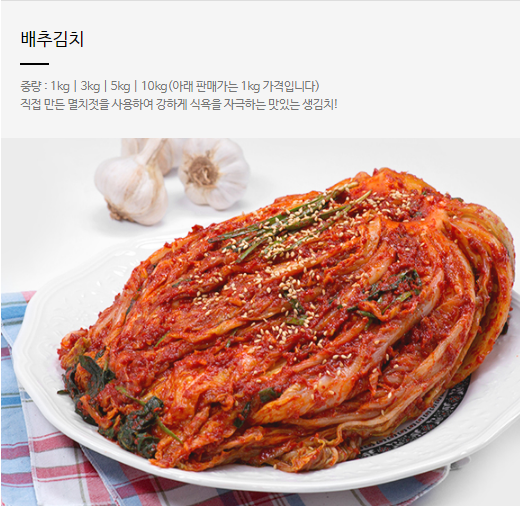 배추김치
중량 : 1kg | 3kg | 5kg | 10kg(아래 판매가는 1kg 가격입니다)
직접 만든 멸치젓을 사용하여 강하게 식욕을 자극하는 맛있는 생김치!